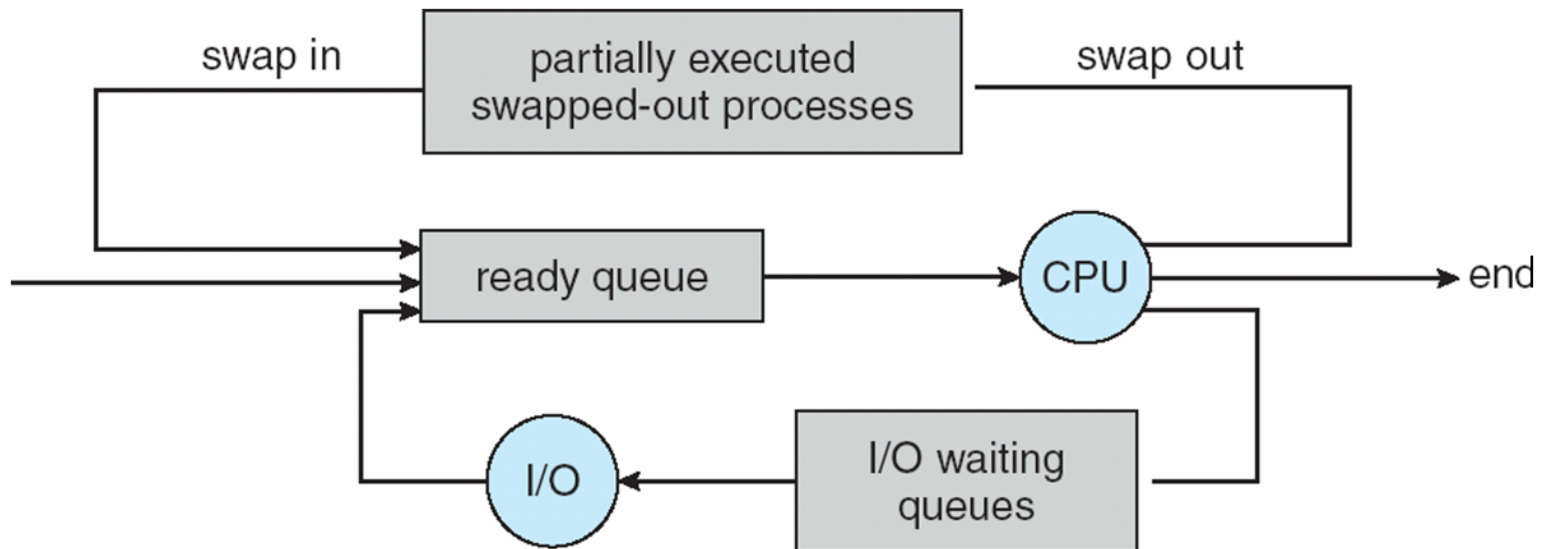 swap in
partially executed
swapped-out processes
swap out
ready queue
CPU
end
I/O
I/O waiting
queues